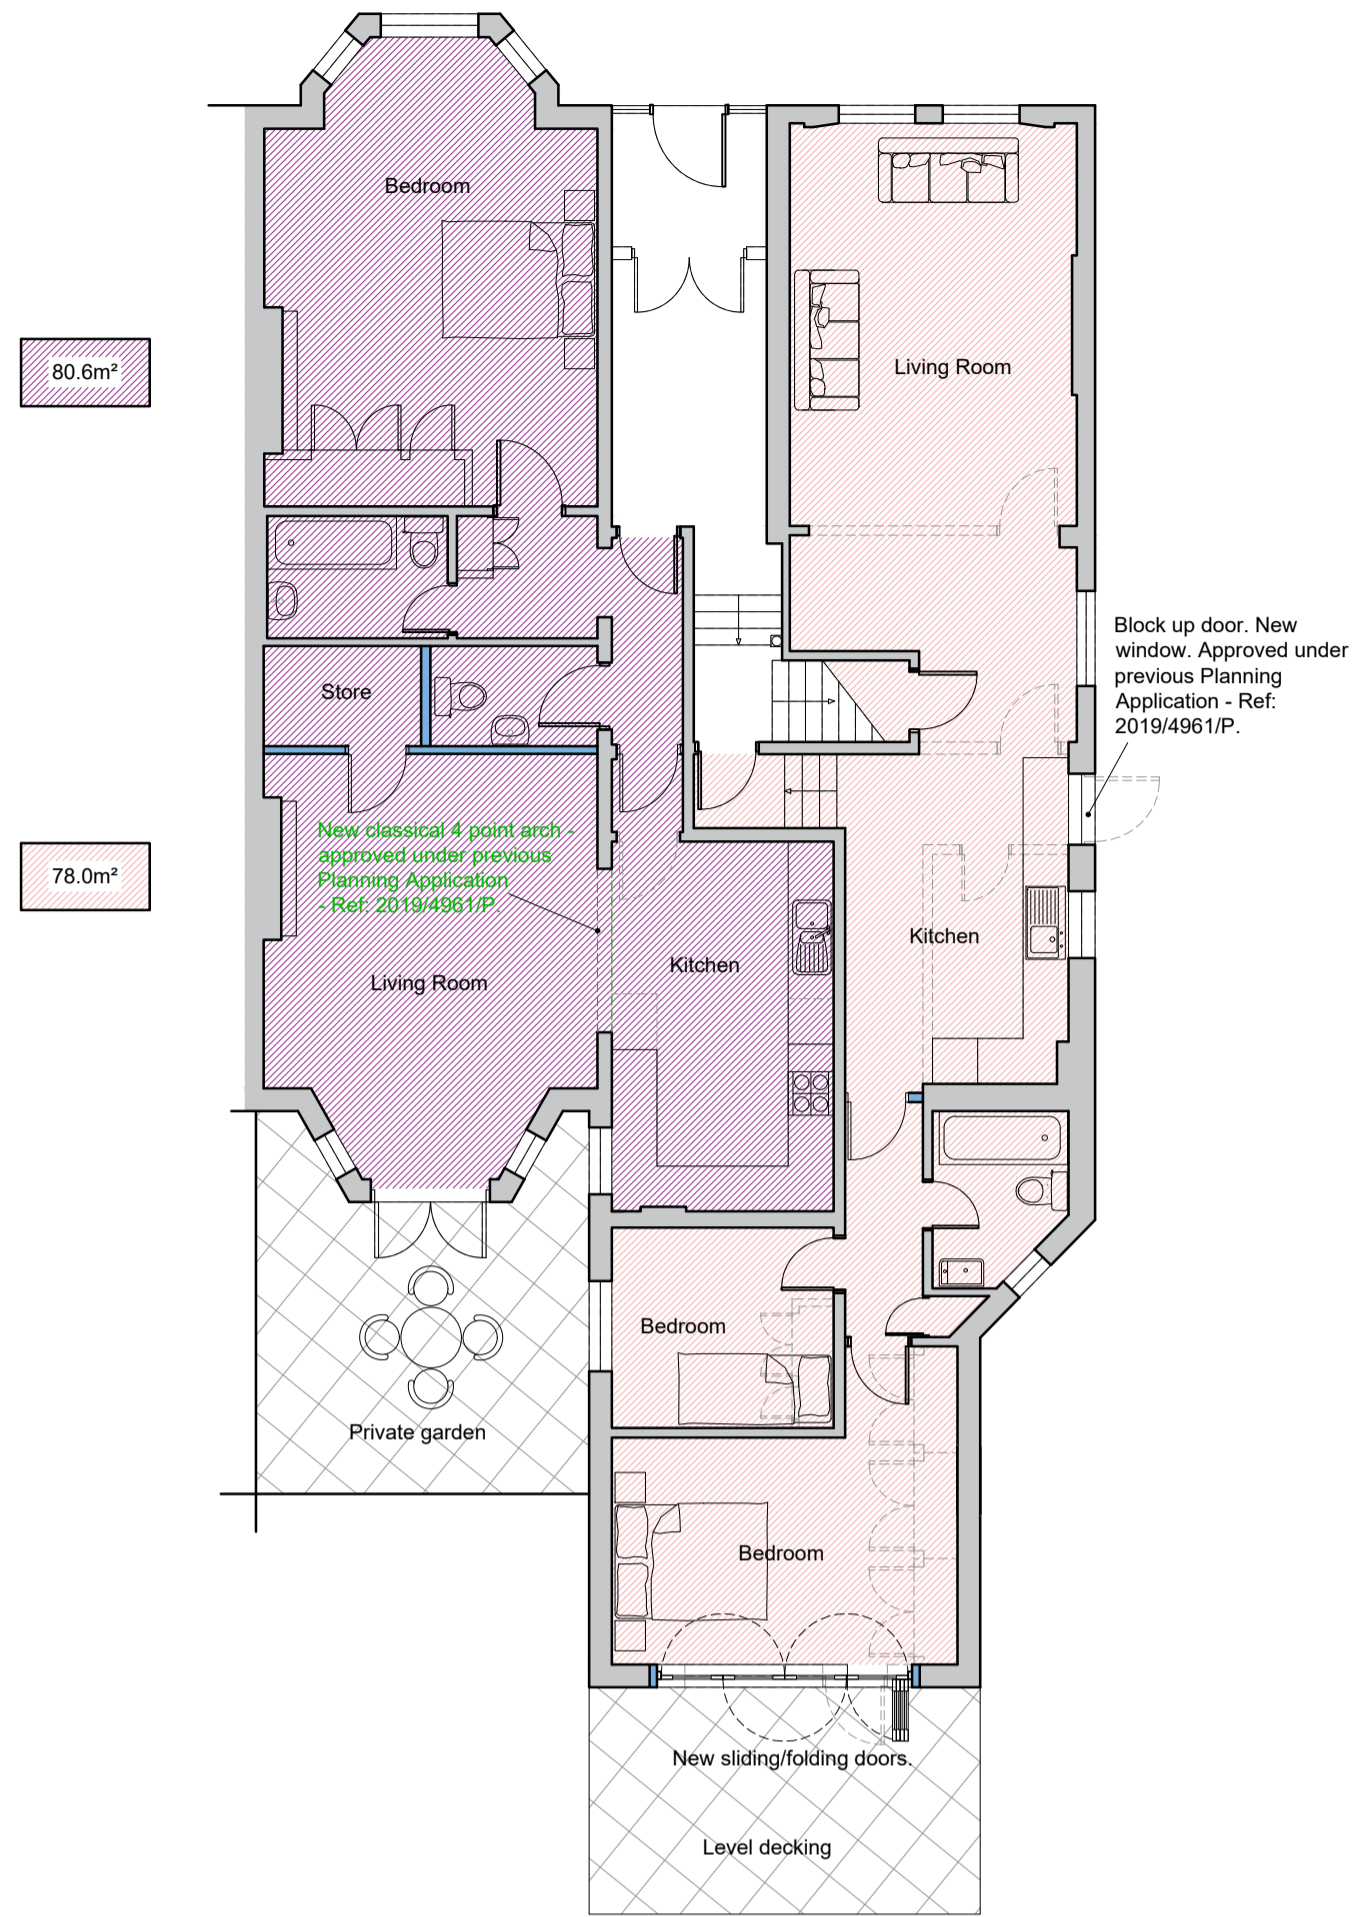 Bedroom
80.6m²
Living Room
Block up door. New
window. Approved under
previous Planning
Application - Ref:
2019/4961/P.
Store
New classical 4 point arch -
approved under previous
Planning Application
- Ref: 2019/4961/P.
78.0m²
Kitchen
Kitchen
Living Room
Bedroom
Private garden
Bedroom
New sliding/folding doors.
Level decking